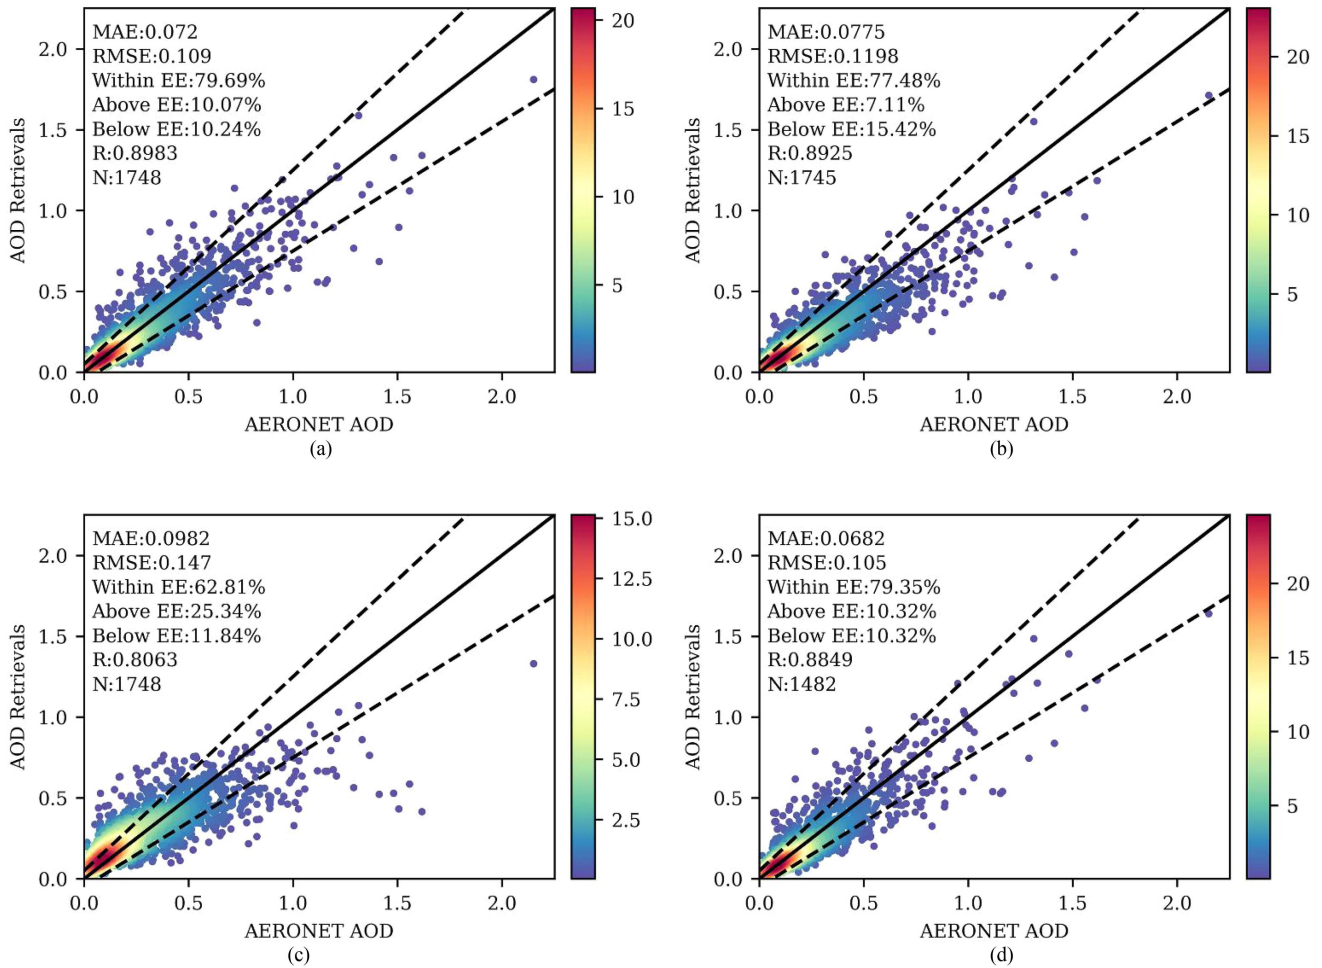 MAE:0.072
RMSE:0.109
Within EE:79.69%
Above EE:10.07%
Below EE:10.24%
R:0.8983
N:1748
AOD Retrievals
2.0
1.5
1.0
0.5
0.0
0.0 0.5 1.0 1.5 2.0
AERONET AOD
20
15
10
5
(a)
MAE:0.0775
RMSE:0.1198
Within EE:77.48%
Above EE:7.11%
Below EE:15.42%
R:0.8925
N:1745
AOD Retrievals
2.0
1.5
1.0
0.5
0.0
0.0 0.5 1.0 1.5 2.0
AERONET AOD
20
15
10
5
(b)
MAE:0.0982
RMSE:0.147
Within EE:62.81%
Above EE:25.34%
Below EE:11.84%
R:0.8063
N:1748
AOD Retrievals
2.0
1.5
1.0
0.5
0.0
0.0 0.5 1.0 1.5 2.0
AERONET AOD
15.0
12.5
10.0
7.5
5.0
2.5
(c)
MAE:0.0682
RMSE:0.105
Within EE:79.35%
Above EE:10.32%
Below EE:10.32%
R:0.8849
N:1482
AOD Retrievals
2.0
1.5
1.0
0.5
0.0
0.0 0.5 1.0 1.5 2.0
AERONET AOD
20
15
10
5
(d)